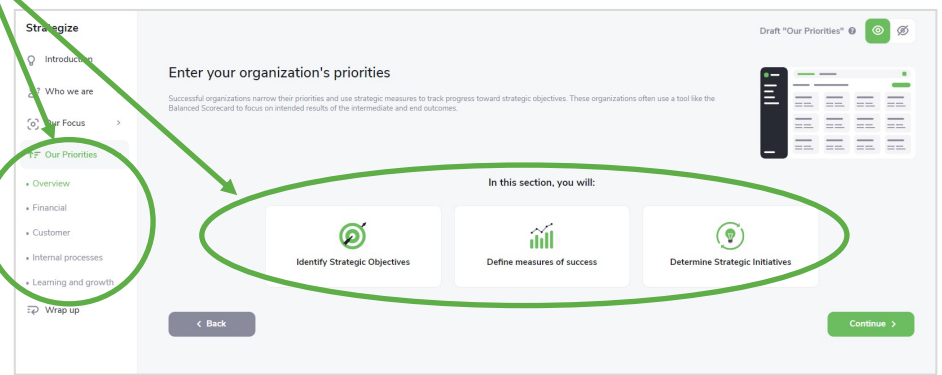 Strategize
Introduction
Who we are
Our Focus
Our Priorities
• Overview
• Financial
• Customer
• Internal processes
• Learning and growth
Wrap up
Draft "Our Priorities"
Enter your organization's priorities
Successful organizations narrow their priorities and use strategic measures to track progress toward strategic objectives. These organizations often use a tool like the
Balanced Scorecard to focus on intended results of the intermediate and end outcomes.
In this section, you will:
Identify Strategic Objectives
Define measures of success
Determine Strategic Initiatives
< Back
Continue >